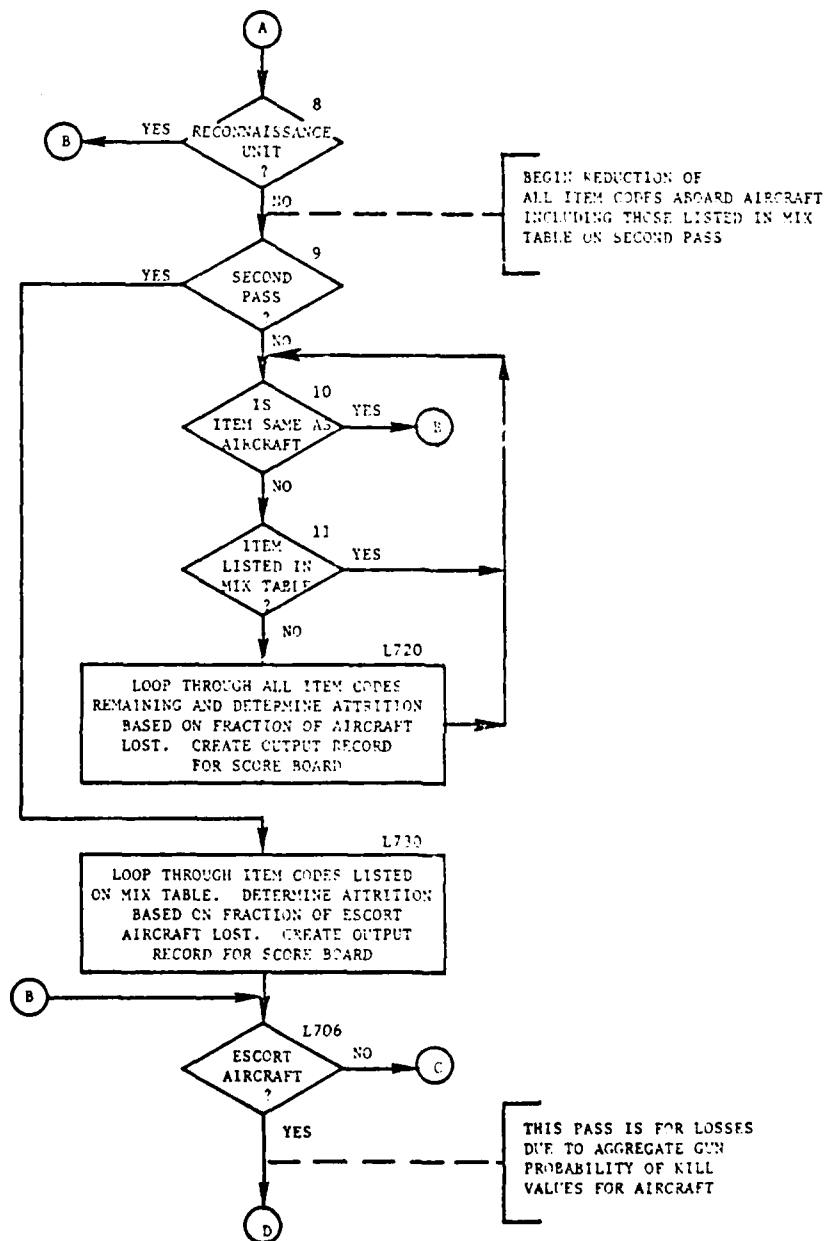 A
8
YES
B
RECONNAISSANCE
UNIT
?
NO
BEGIN REDUCTION OF
ALL ITEM CODES ABOARD AIRCRAFT
INCLUDING THOSE LISTED IN MIX
TABLE ON SECOND PASS
9
YES
SECOND
PASS
?
NO
10
IS
ITEM SAME AS
AIRCRAFT
YES
B
NO
11
ITEM
LISTED IN
MIX TABLE
?
YES
NO
L720
LOOP THROUGH ALL ITEM CODES
REMAINING AND DETERMINE ATTRITION
BASED ON FRACTION OF AIRCRAFT
LOST. CREATE OUTPUT RECORD
FOR SCORE BOARD
L730
LOOP THROUGH ITEM CODES LISTED
ON MIX TABLE. DETERMINE ATTRITION
BASED ON FRACTION OF ESCORT
AIRCRAFT LOST. CREATE OUTPUT
RECORD FOR SCORE BOARD
B
L706
ESCORT
AIRCRAFT
?
NO
C
YES
THIS PASS IS FOR LOSSES
DUE TO AGGREGATE GUN
PROBABILITY OF KILL
VALUES FOR AIRCRAFT
D